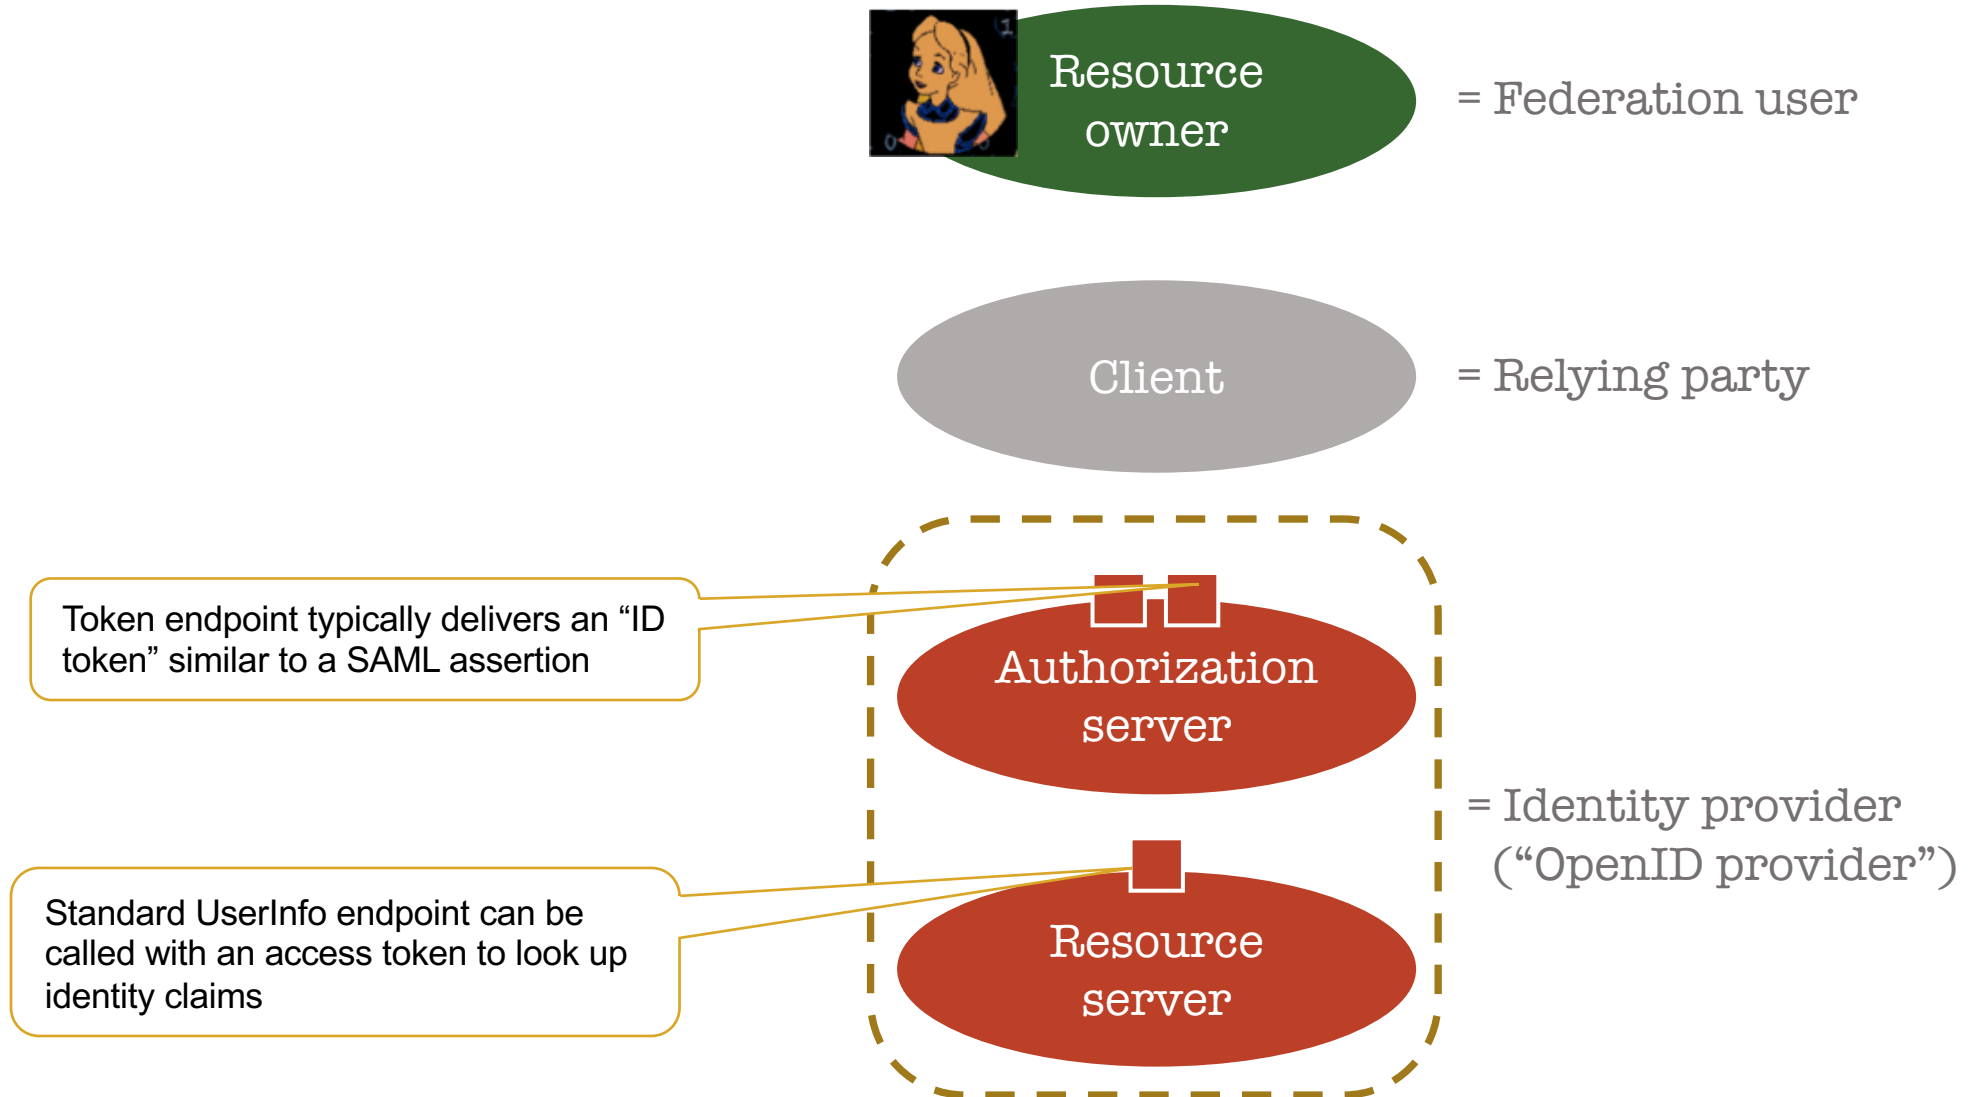 Resource
owner
= Federation user
Client
= Relying party
Token endpoint typically delivers an “ID
token” similar to a SAML assertion
Authorization
server
= Identity provider
(“OpenID provider”)
Standard UserInfo endpoint can be
called with an access token to look up
identity claims
Resource
server